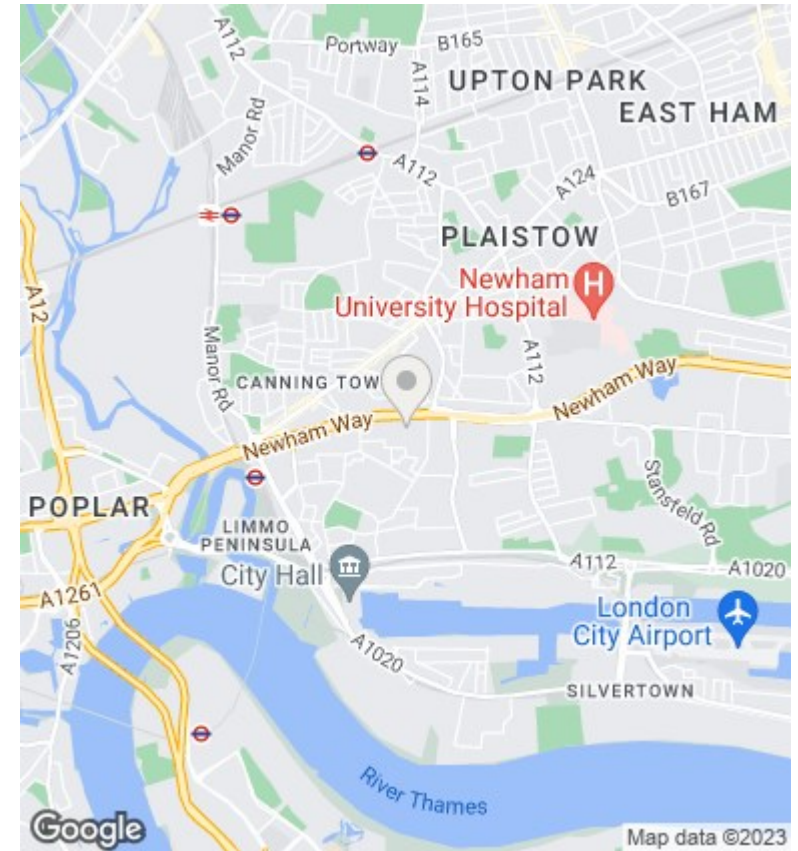 A112
Portway
B165
A114
UPTON PARK
EAST HAM
Manor Rd
A112
A124
B167
PLAISTOW
Newham
University Hospital
H
A12
Manor Rd
CANNING TOW
A112
Newham Way
Newham Way
POPLAR
LIMMO
PENINSULA
Stansfeld Rd
City Hall
A112
A1020
A1261
A1206
London
City Airport
A1020
SILVERTOWN
River Thames
Google
Map data ©2023